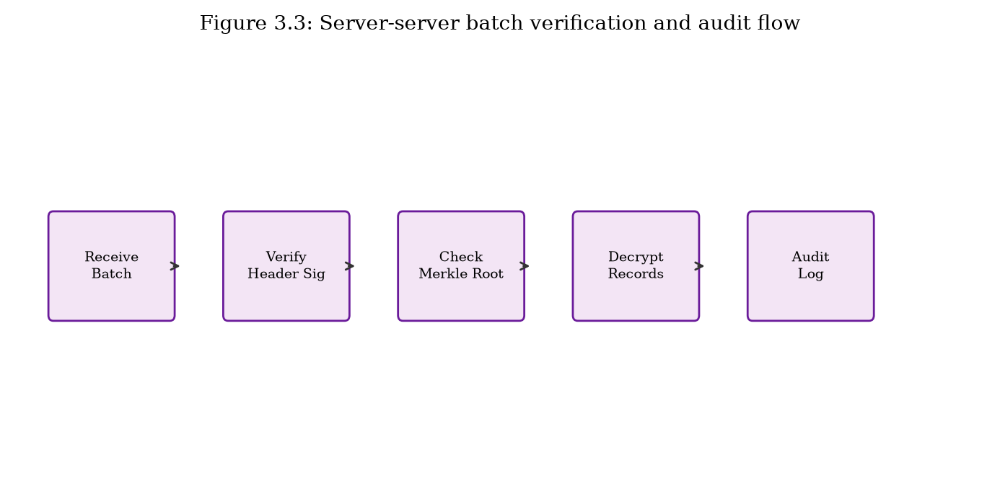 Figure 3.3: Server-server batch verification and audit flow
Receive
Batch
Verify
Header Sig
Check
Merkle Root
Decrypt
Records
Audit
Log